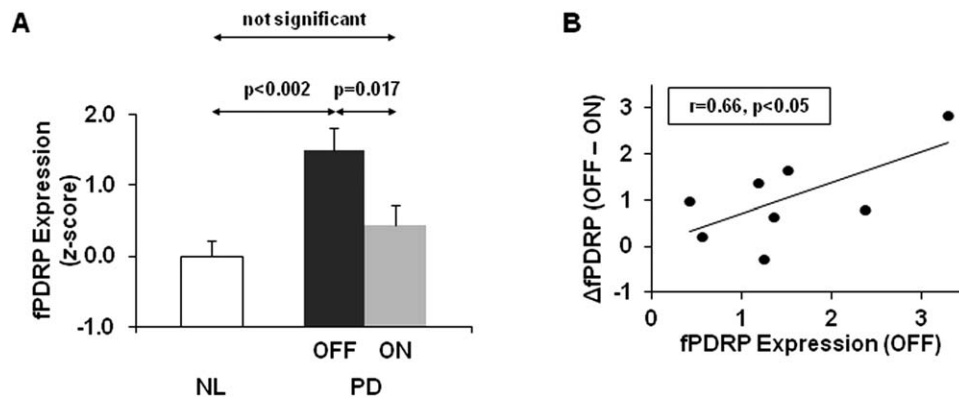 A
not significant
p<0.002
p=0.017
fPDRP Expression
(z-score)
2.0
1.0
0.0
-1.0
OFF
ON
NL
PD
B
r=0.66, p<0.05
ΔfPDRP (OFF – ON)
3
2
1
0
-1
0
1
2
3
fPDRP Expression (OFF)